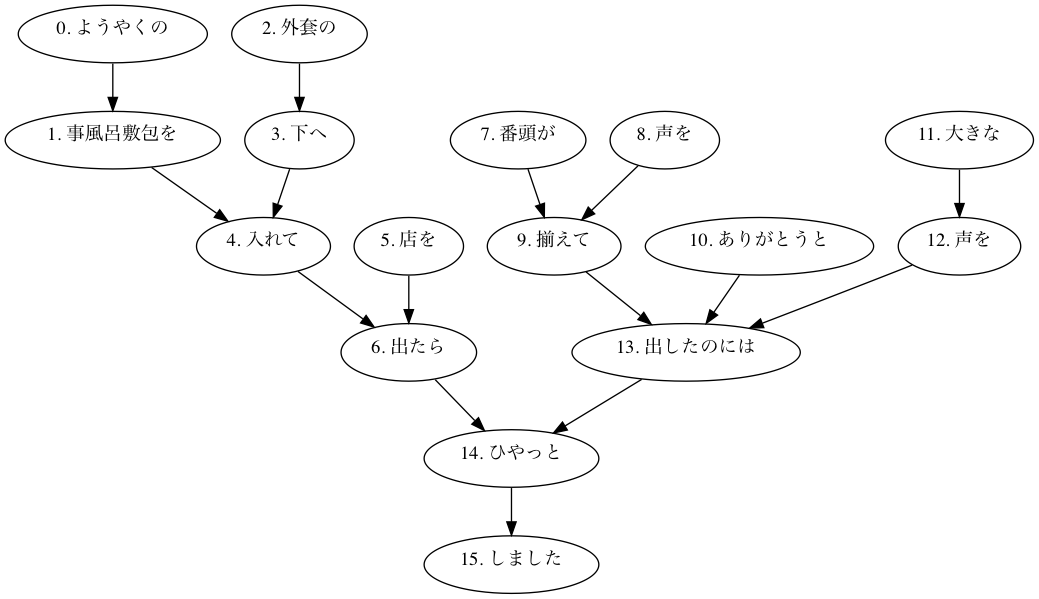 0. ようやくの
2. 外套の
1. 事風呂敷包を
3. 下へ
7. 番頭が
8. 声を
11. 大きな
4. 入れて
5. 店を
9. 揃えて
10. ありがとうと
12. 声を
6. 出たら
13. 出したのには
14. ひやっと
15. しました